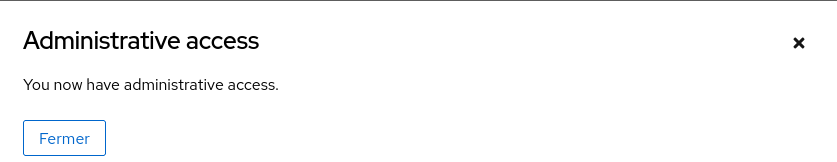 Administrative access
You now have administrative access.
Fermer